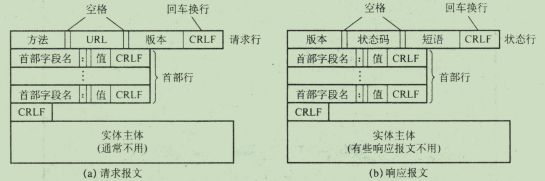 空格 回车换行
方法 URL 版本 CRLF 请求行
首部字段名 : 值 CRLF
⋮ 首部行
首部字段名 : 值 CRLF
CRLF
实体主体
(通常不用)
(a) 请求报文
空格 回车换行
版本 状态码 短语 CRLF 状态行
首部字段名 : 值 CRLF
⋮ 首部行
首部字段名 : 值 CRLF
CRLF
实体主体
(有些响应报文不用)
(b) 响应报文